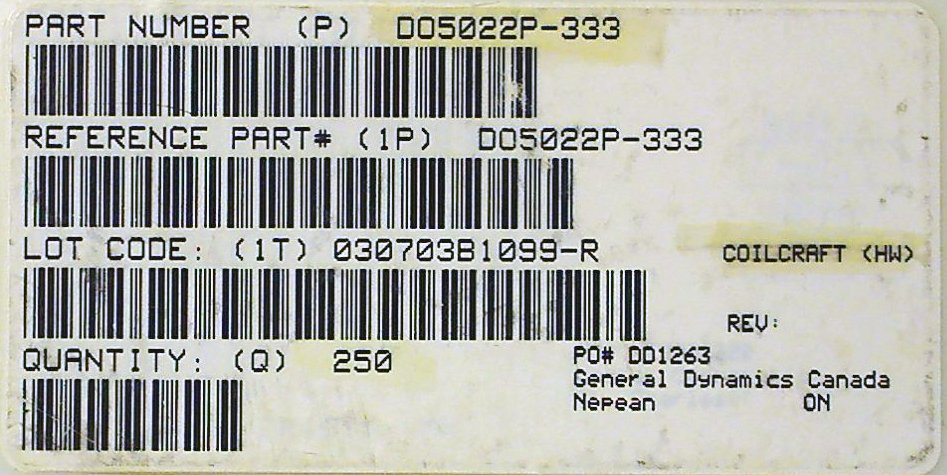 PART NUMBER (P) DO5022P-333
REFERENCE PART# (1P) DO5022P-333
LOT CODE: (1T) 030703B1099-R
COILCRAFT (HW)
REV:
QUANTITY: (Q) 250
PO# DD1263
General Dynamics Canada
Nepean ON